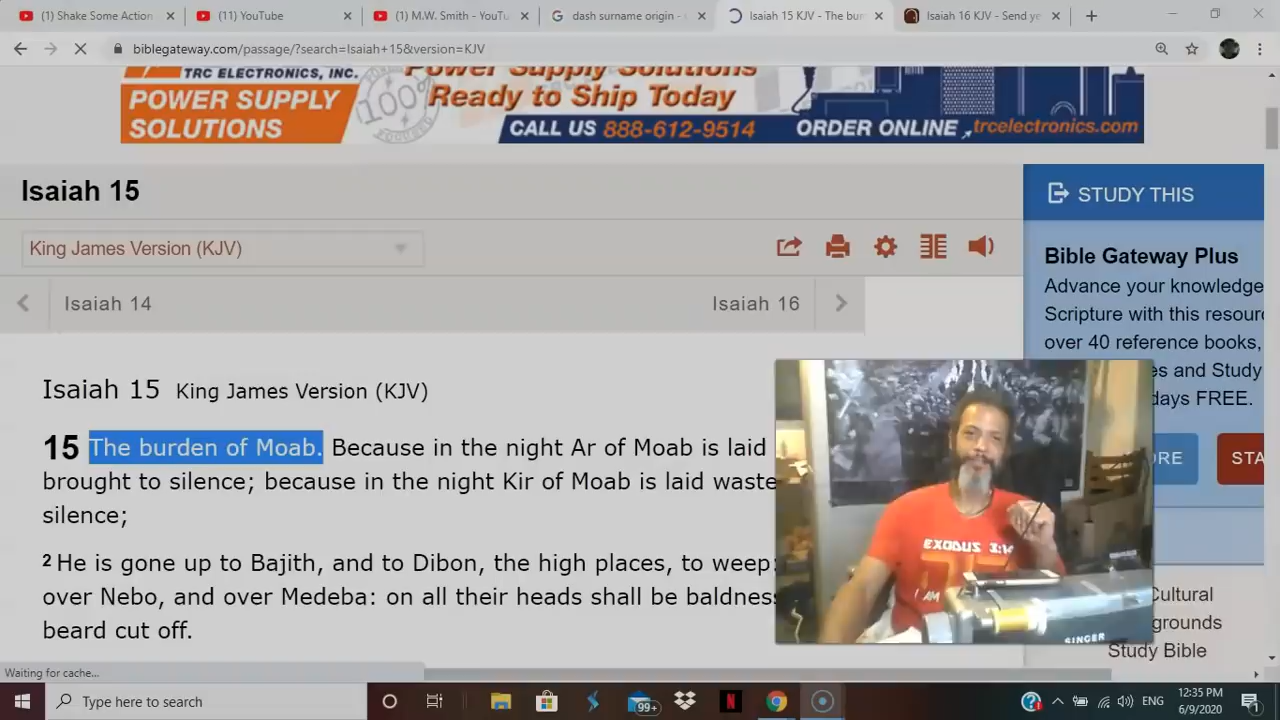 (1) Shake Some Action
(11) YouTube
(1) M.W. Smith - YouTu
dash surname origin -
Isaiah 15 KJV - The bur
Isaiah 16 KJV - Send ye
biblegateway.com/passage/?search=Isaiah+15&version=KJV
TRC ELECTRONICS, INC.
POWER SUPPLY
SOLUTIONS
100%
Power Supply Solutions
Ready to Ship Today
CALL US 888-612-9514
ORDER ONLINE
trcelectronics.com
Isaiah 15
King James Version (KJV)
Isaiah 14
Isaiah 16
STUDY THIS
Bible Gateway Plus
Advance your knowledge
Scripture with this resour
over 40 reference books,
es and Study
days FREE.
RE
STA
Cultural
grounds
Study Bible
Isaiah 15 King James Version (KJV)
15 The burden of Moab. Because in the night Ar of Moab is laid
brought to silence; because in the night Kir of Moab is laid waste
silence;
2 He is gone up to Bajith, and to Dibon, the high places, to weep:
over Nebo, and over Medeba: on all their heads shall be baldness
beard cut off.
EXODUS 3:14
I AM
SINGER
Waiting for cache...
Type here to search
99+
ENG
12:35 PM
6/9/2020
1